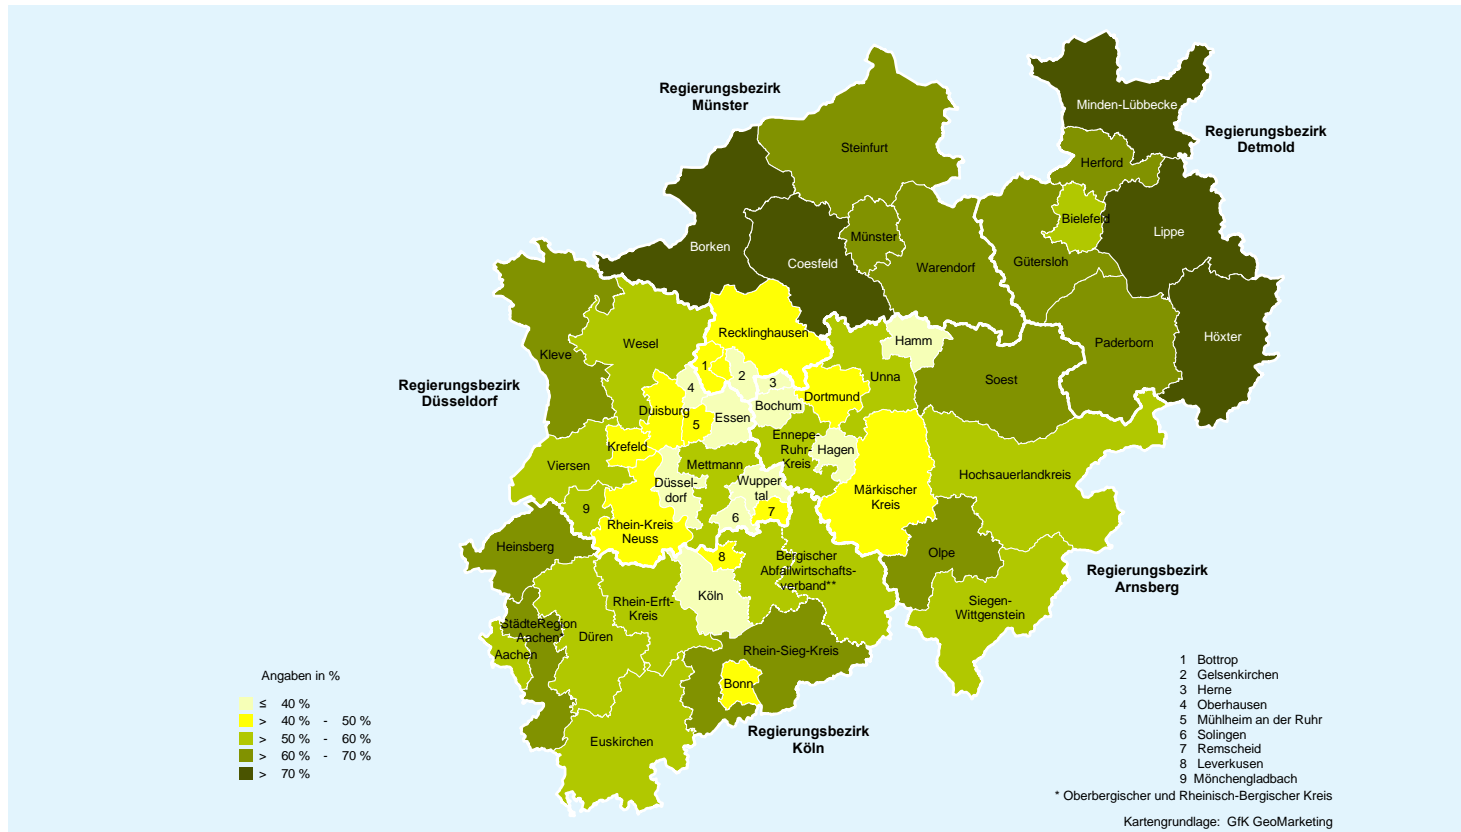 Regierungsbezirk
Münster
Minden-Lübbecke
Regierungsbezirk
Detmold
Steinfurt
Herford
Bielefeld
Lippe
Borken
Münster
Coesfeld
Warendorf
Gütersloh
Recklinghausen
Hamm
Höxter
Wesel
Paderborn
Kleve
Regierungsbezirk
Düsseldorf
1
2
3
4
Unna
Soest
Dortmund
Duisburg
Essen
Bochum
5
Krefeld
Ennepe-
Ruhr-
Kreis
Hagen
Viersen
Mettmann
Hochsauerlandkreis
Düssel-
dorf
Wupper
tal
Märkischer
Kreis
9
6
7
Rhein-Kreis
Neuss
Heinsberg
8
Bergischer
Abfallwirtschafts-
verband**
Olpe
Regierungsbezirk
Arnsberg
Köln
Rhein-Erft-
Kreis
Siegen-
Wittgenstein
StädteRegion
Aachen*
Düren
Aachen
Rhein-Sieg-Kreis
Bonn
Euskirchen
Regierungsbezirk
Köln
Angaben in %
≤ 40 %
> 40 % - 50 %
> 50 % - 60 %
> 60 % - 70 %
> 70 %
1 Bottrop
2 Gelsenkirchen
3 Herne
4 Oberhausen
5 Mühlheim an der Ruhr
6 Solingen
7 Remscheid
8 Leverkusen
9 Mönchengladbach
* Oberbergischer und Rheinisch-Bergischer Kreis
Kartengrundlage: GfK GeoMarketing